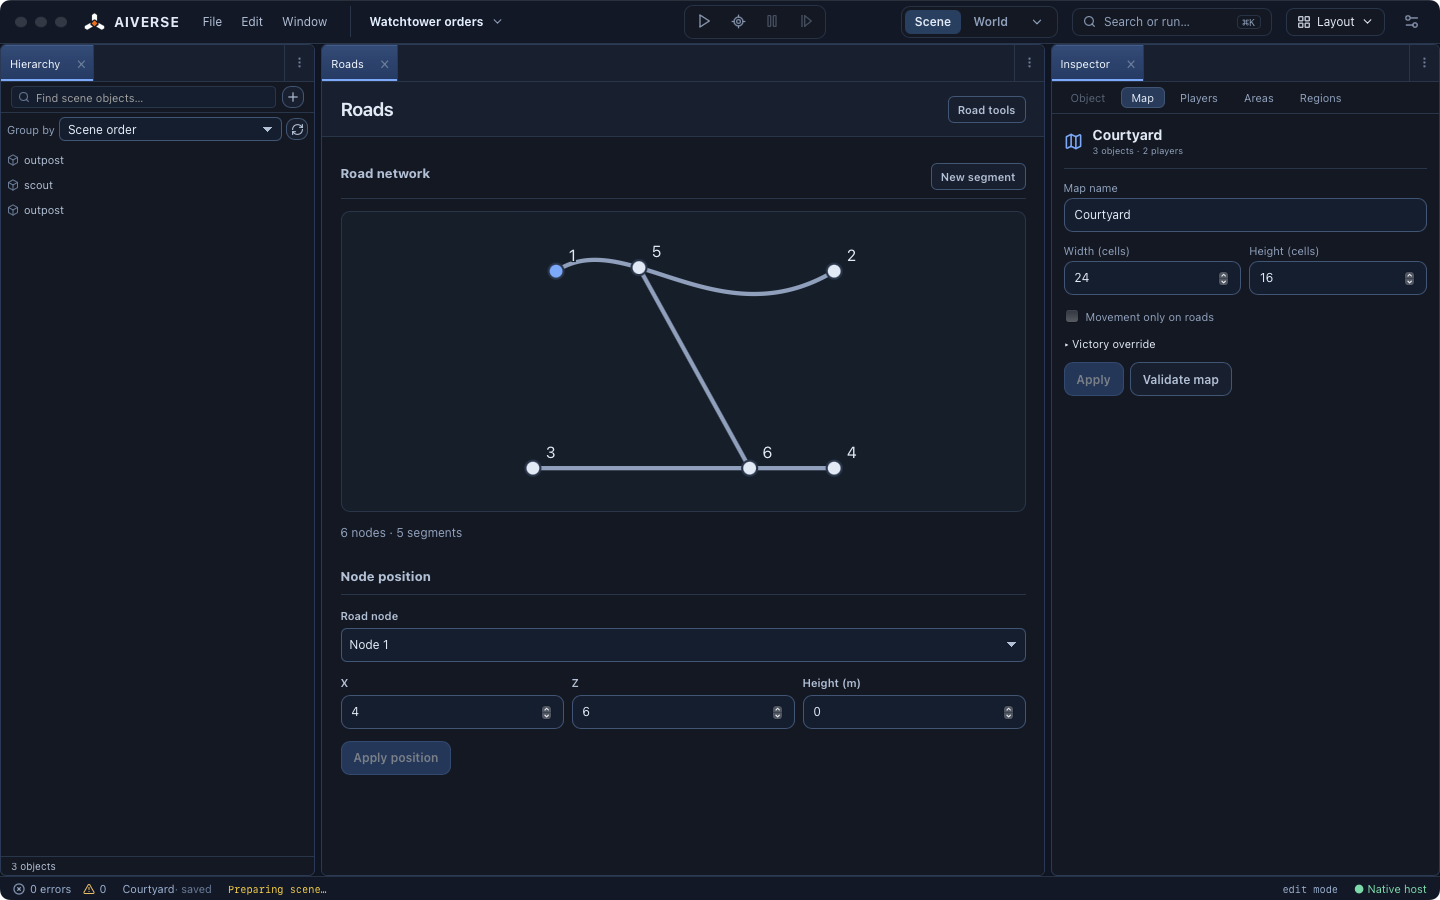 AIVERSE File Edit Window Watchtower orders Scene World Search or run... ⌘K Layout
Hierarchy
Find scene objects...
Group by Scene order
outpost
scout
outpost
3 objects
Roads
Roads Road tools
Road network New segment
1 5 2
3 6 4
6 nodes · 5 segments
Node position
Road node
Node 1
X Z Height (m)
4 6 0
Apply position
Inspector
Object Map Players Areas Regions
Courtyard
3 objects · 2 players
Map name
Courtyard
Width (cells) Height (cells)
24 16
Movement only on roads
Victory override
Apply Validate map
0 errors 0 Courtyard · saved Preparing scene… edit mode Native host